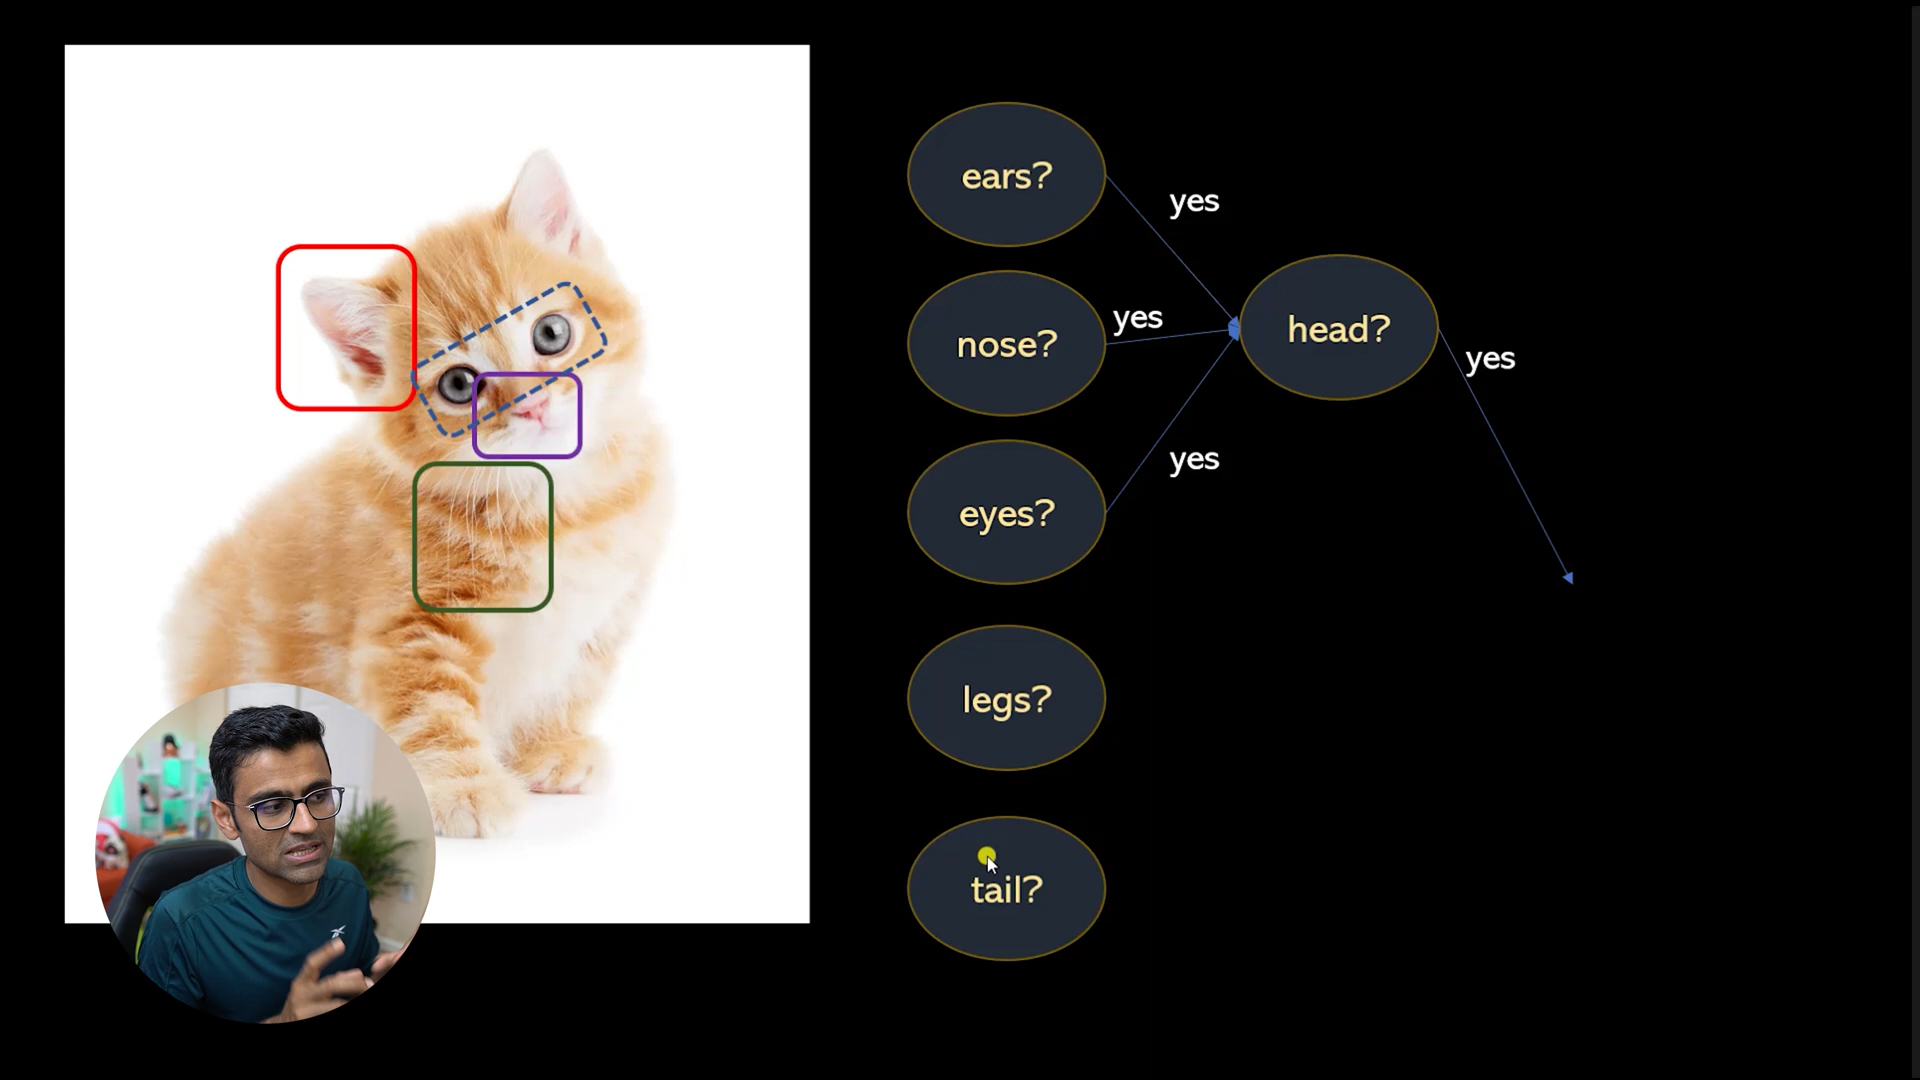 ears?
yes
nose?
yes
head?
yes
eyes?
yes
legs?
tail?